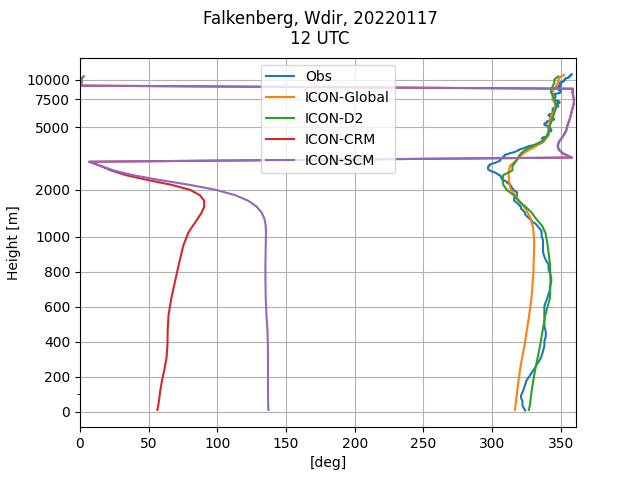 Falkenberg, Wdir, 20220117
12 UTC
Obs
ICON-Global
ICON-D2
ICON-CRM
ICON-SCM
Height [m]
10000
7500
5000
2000
1000
800
600
400
200
0
0 50 100 150 200 250 300 350
[deg]